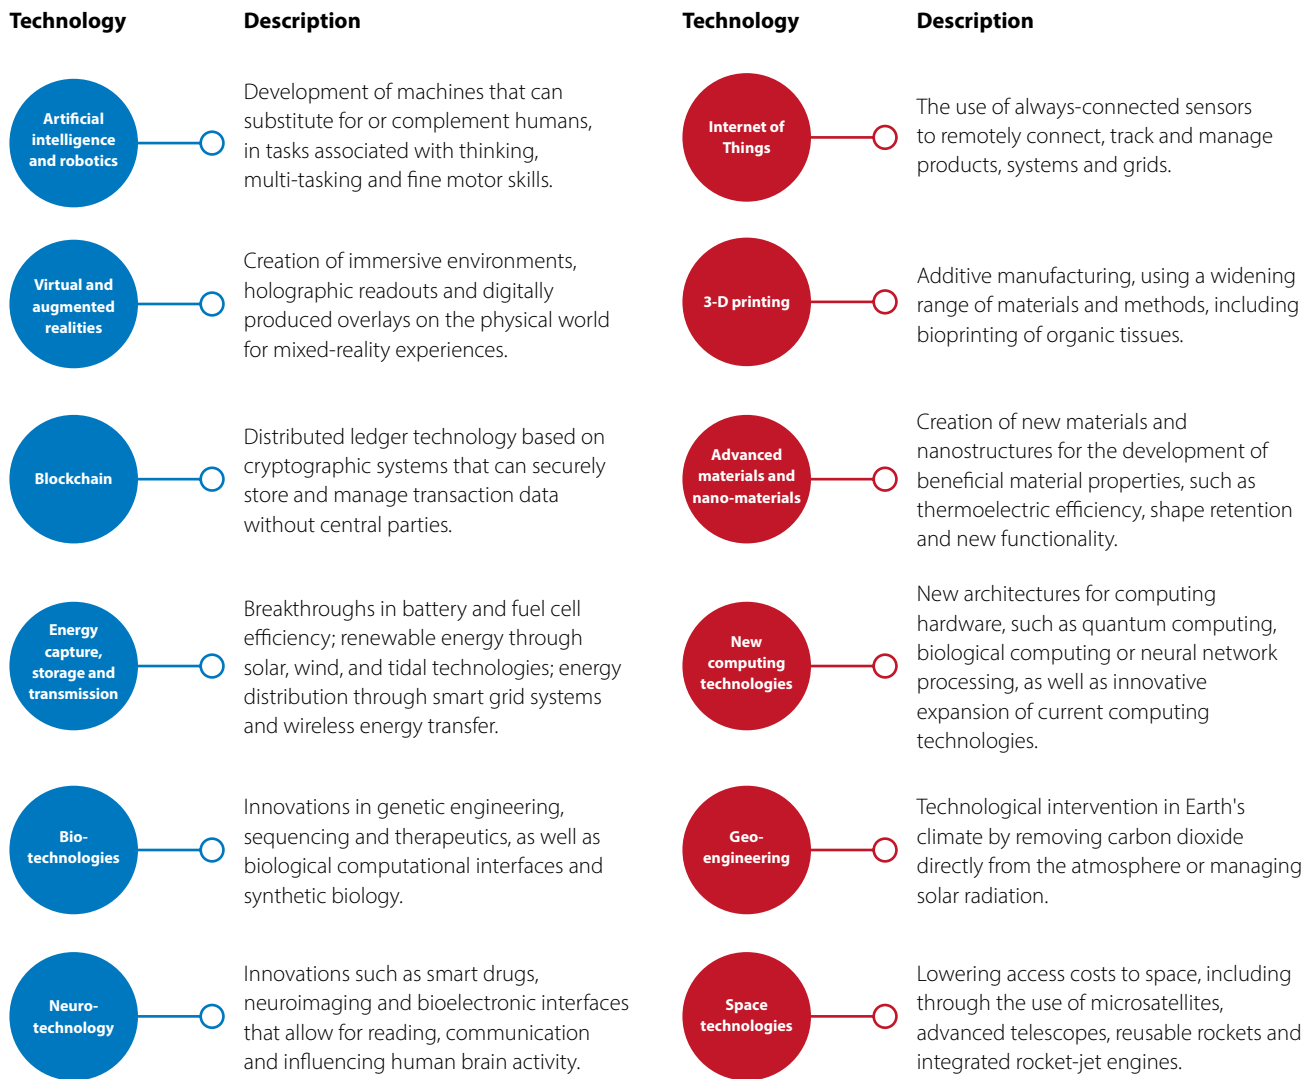 Technology
Description
Artificial
intelligence
and robotics
Development of machines that can
substitute for or complement humans,
in tasks associated with thinking,
multi-tasking and fine motor skills.
Virtual and
augmented
realities
Creation of immersive environments,
holographic readouts and digitally
produced overlays on the physical world
for mixed-reality experiences.
Blockchain
Distributed ledger technology based on
cryptographic systems that can securely
store and manage transaction data
without central parties.
Energy
capture,
storage and
transmission
Breakthroughs in battery and fuel cell
efficiency; renewable energy through
solar, wind, and tidal technologies; energy
distribution through smart grid systems
and wireless energy transfer.
Bio-
technologies
Innovations in genetic engineering,
sequencing and therapeutics, as well as
biological computational interfaces and
synthetic biology.
Neuro-
technology
Innovations such as smart drugs,
neuroimaging and bioelectronic interfaces
that allow for reading, communication
and influencing human brain activity.
Technology
Description
Internet of
Things
The use of always-connected sensors
to remotely connect, track and manage
products, systems and grids.
3-D printing
Additive manufacturing, using a widening
range of materials and methods, including
bioprinting of organic tissues.
Advanced
materials and
nano-materials
Creation of new materials and
nanostructures for the development of
beneficial material properties, such as
thermoelectric efficiency, shape retention
and new functionality.
New
computing
technologies
New architectures for computing
hardware, such as quantum computing,
biological computing or neural network
processing, as well as innovative
expansion of current computing
technologies.
Geo-
engineering
Technological intervention in Earth's
climate by removing carbon dioxide
directly from the atmosphere or managing
solar radiation.
Space
technologies
Lowering access costs to space, including
through the use of microsatellites,
advanced telescopes, reusable rockets and
integrated rocket-jet engines.